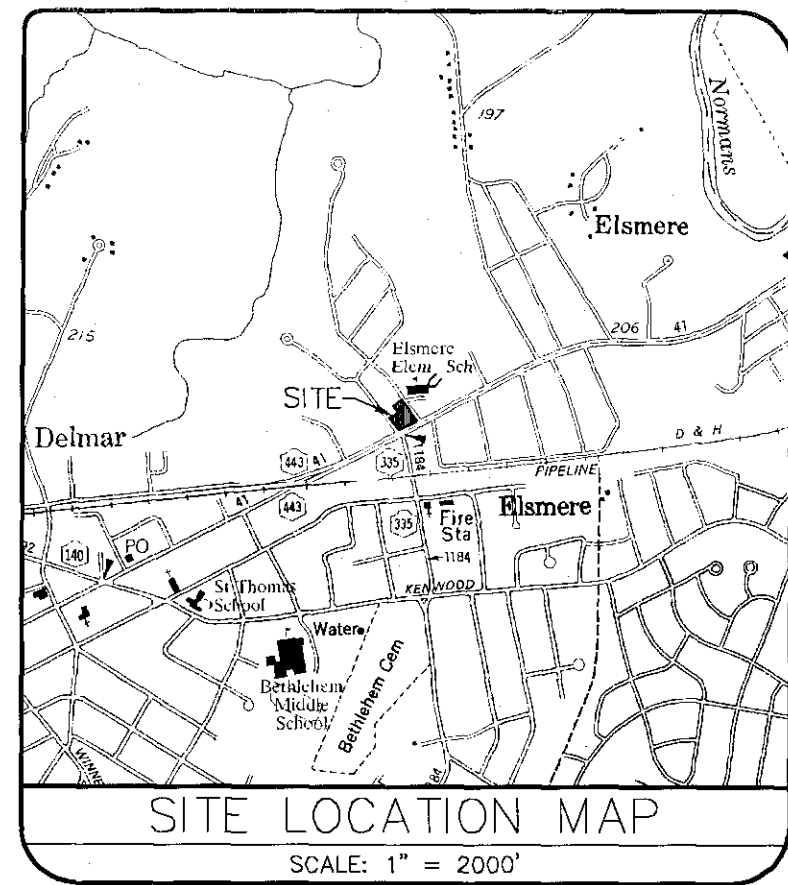 197
Normans
Elsmere
215
206
41
Elsmere
Elem Sch
SITE
Delmar
443
41
335
1184
D & H
PIPELINE
443
41
335
Fire
Sta
Elsmere
1184
140
PO
St Thomas
School
KENWOOD
Water
Bethlehem
Middle
School
Bethlehem Cem
SITE LOCATION MAP
SCALE: 1" = 2000'